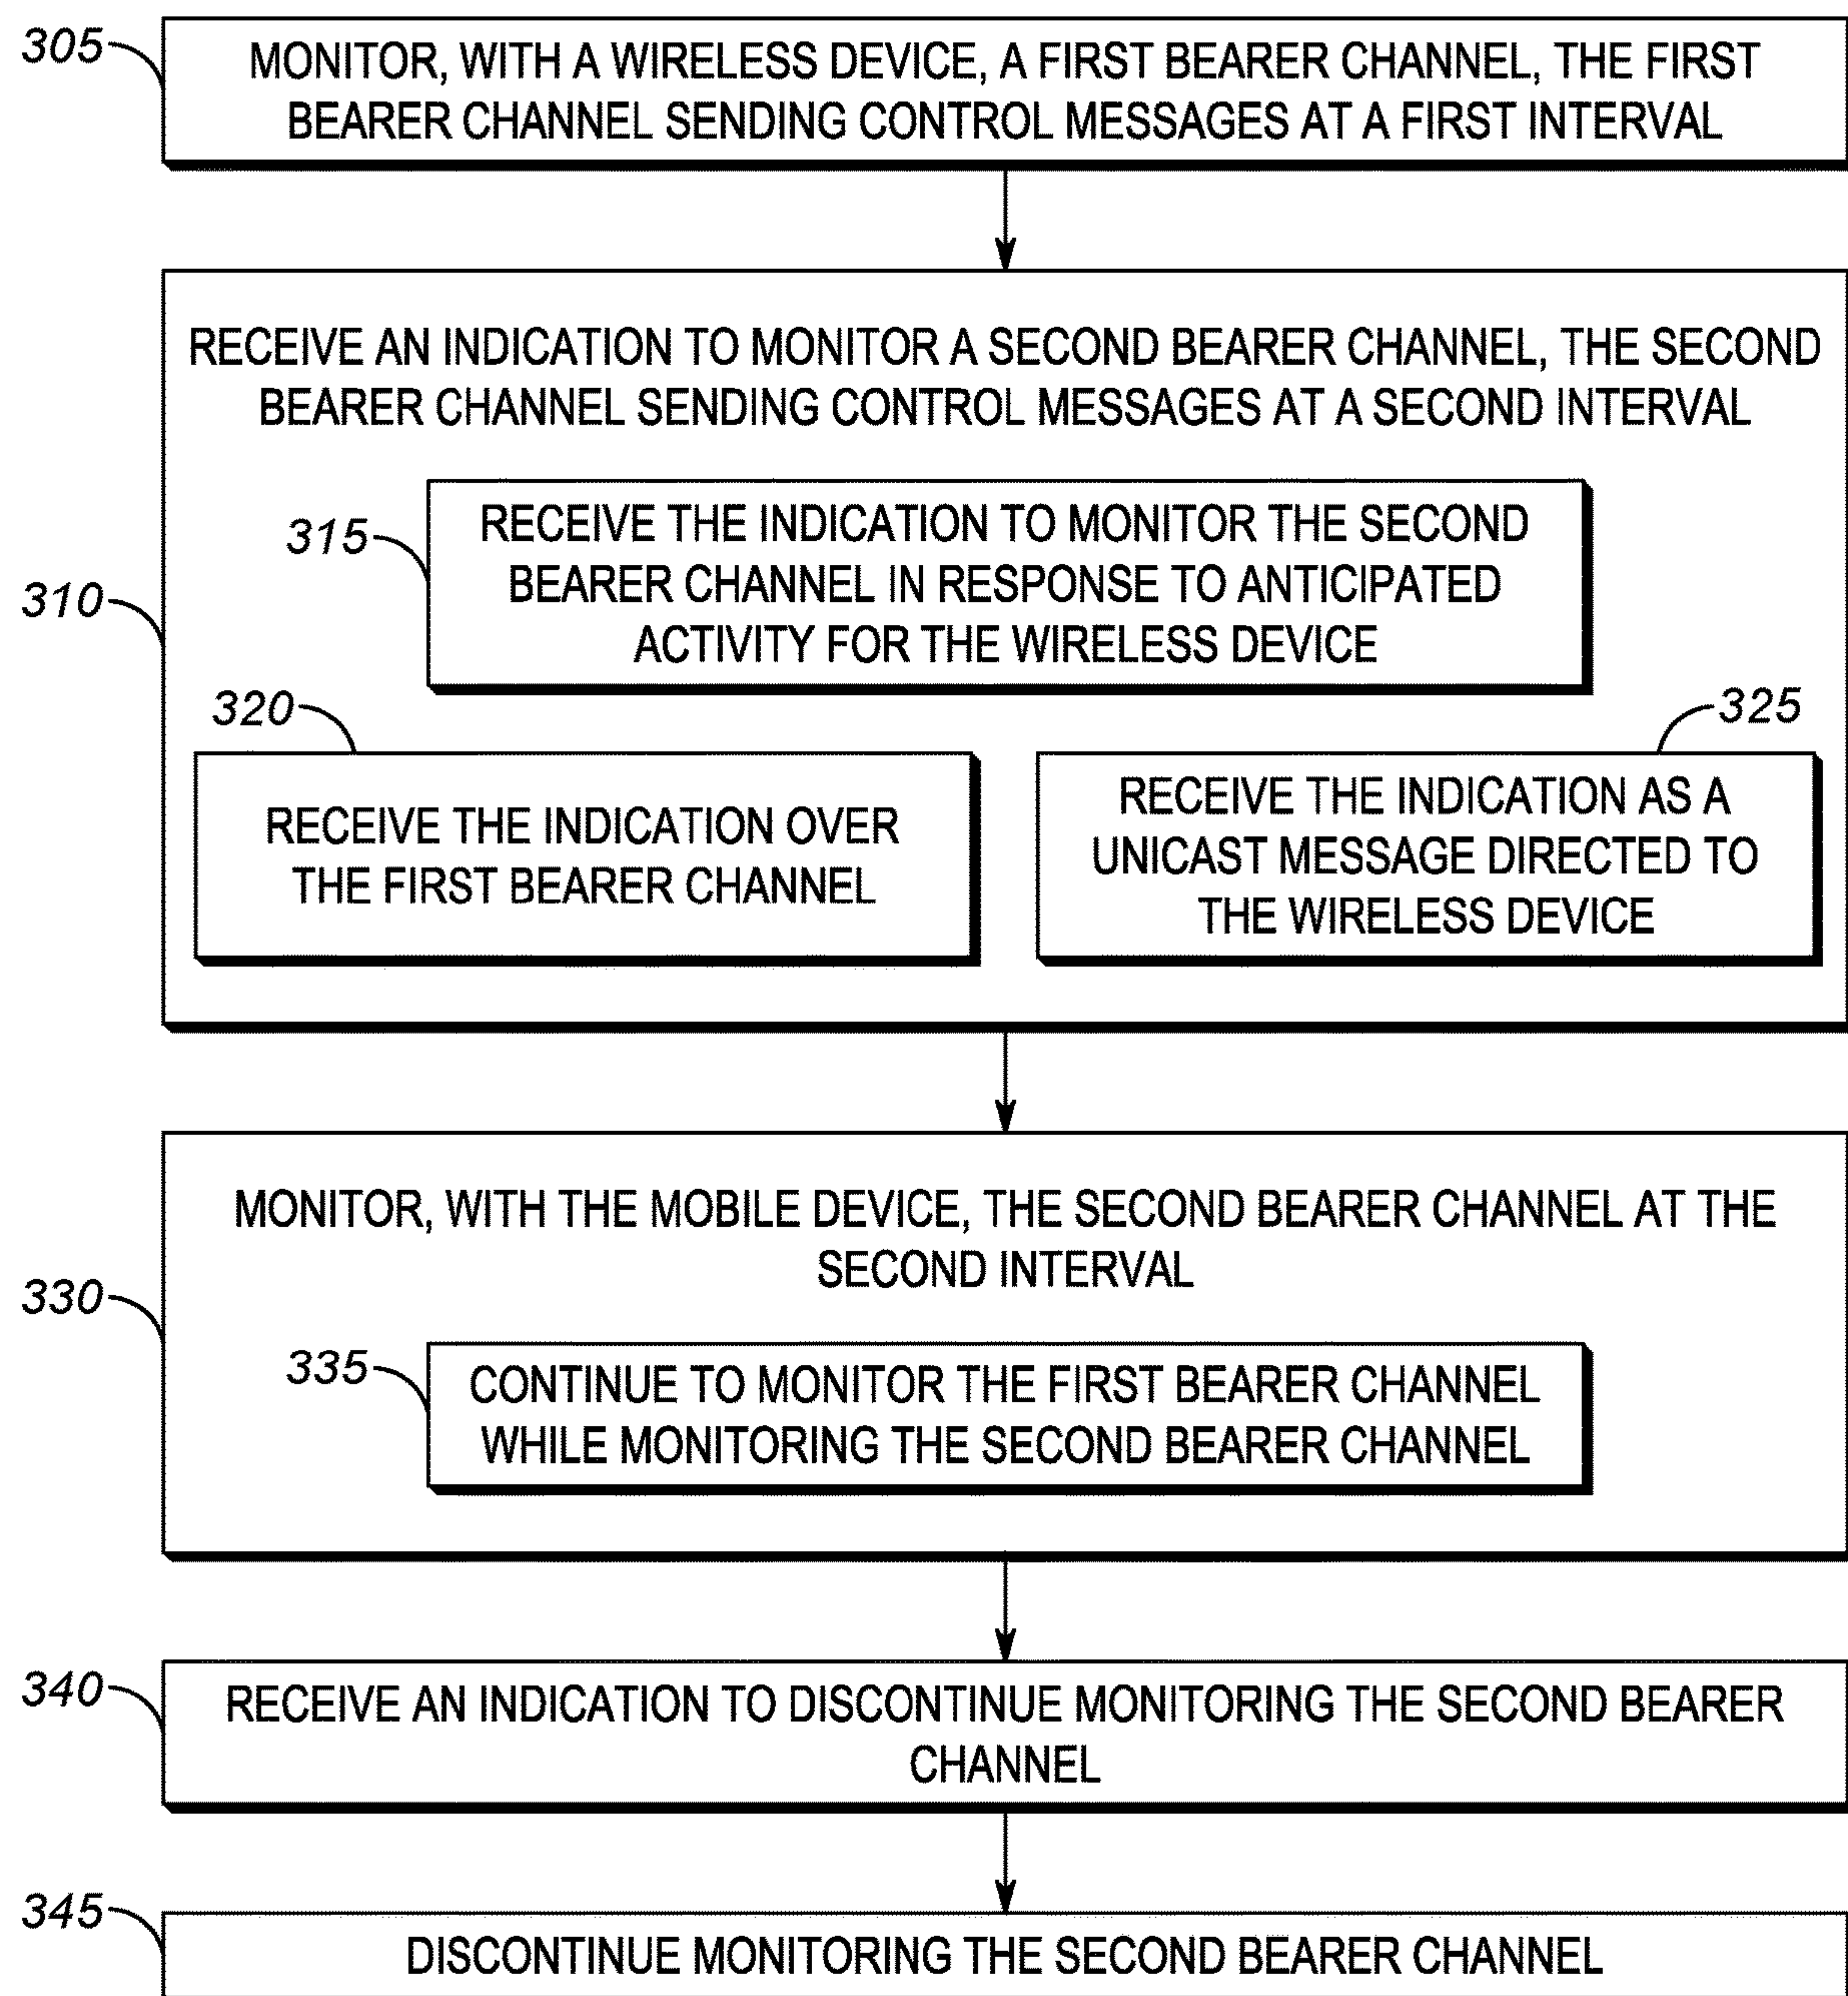 305
MONITOR, WITH A WIRELESS DEVICE, A FIRST BEARER CHANNEL, THE FIRST
BEARER CHANNEL SENDING CONTROL MESSAGES AT A FIRST INTERVAL
310
RECEIVE AN INDICATION TO MONITOR A SECOND BEARER CHANNEL, THE SECOND
BEARER CHANNEL SENDING CONTROL MESSAGES AT A SECOND INTERVAL
315
RECEIVE THE INDICATION TO MONITOR THE SECOND
BEARER CHANNEL IN RESPONSE TO ANTICIPATED
ACTIVITY FOR THE WIRELESS DEVICE
320
RECEIVE THE INDICATION OVER
THE FIRST BEARER CHANNEL
325
RECEIVE THE INDICATION AS A
UNICAST MESSAGE DIRECTED TO
THE WIRELESS DEVICE
330
MONITOR, WITH THE MOBILE DEVICE, THE SECOND BEARER CHANNEL AT THE
SECOND INTERVAL
335
CONTINUE TO MONITOR THE FIRST BEARER CHANNEL
WHILE MONITORING THE SECOND BEARER CHANNEL
340
RECEIVE AN INDICATION TO DISCONTINUE MONITORING THE SECOND BEARER
CHANNEL
345
DISCONTINUE MONITORING THE SECOND BEARER CHANNEL